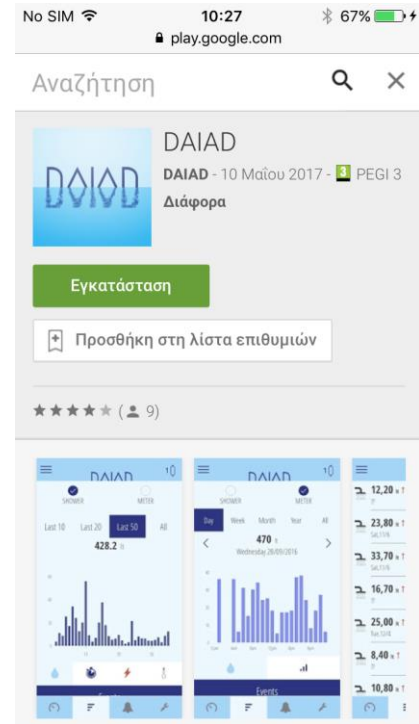 No SIM 10:27 67%
play.google.com
Αναζήτηση
DAIAD
DAIAD
DAIAD - 10 Μαΐου 2017 - 3 PEGI 3
Διάφορα
Εγκατάσταση
Προσθήκη στη λίστα επιθυμιών
( 9)
DAIAD
SHOWER METER
Last 10 Last 20 Last 50 All
428.2
Events
DAIAD
SHOWER METER
Day Week Month Year All
470
Wednesday 28/09/2016
Events
12,20
23,80
33,70
16,70
25,00
8,40
10,80